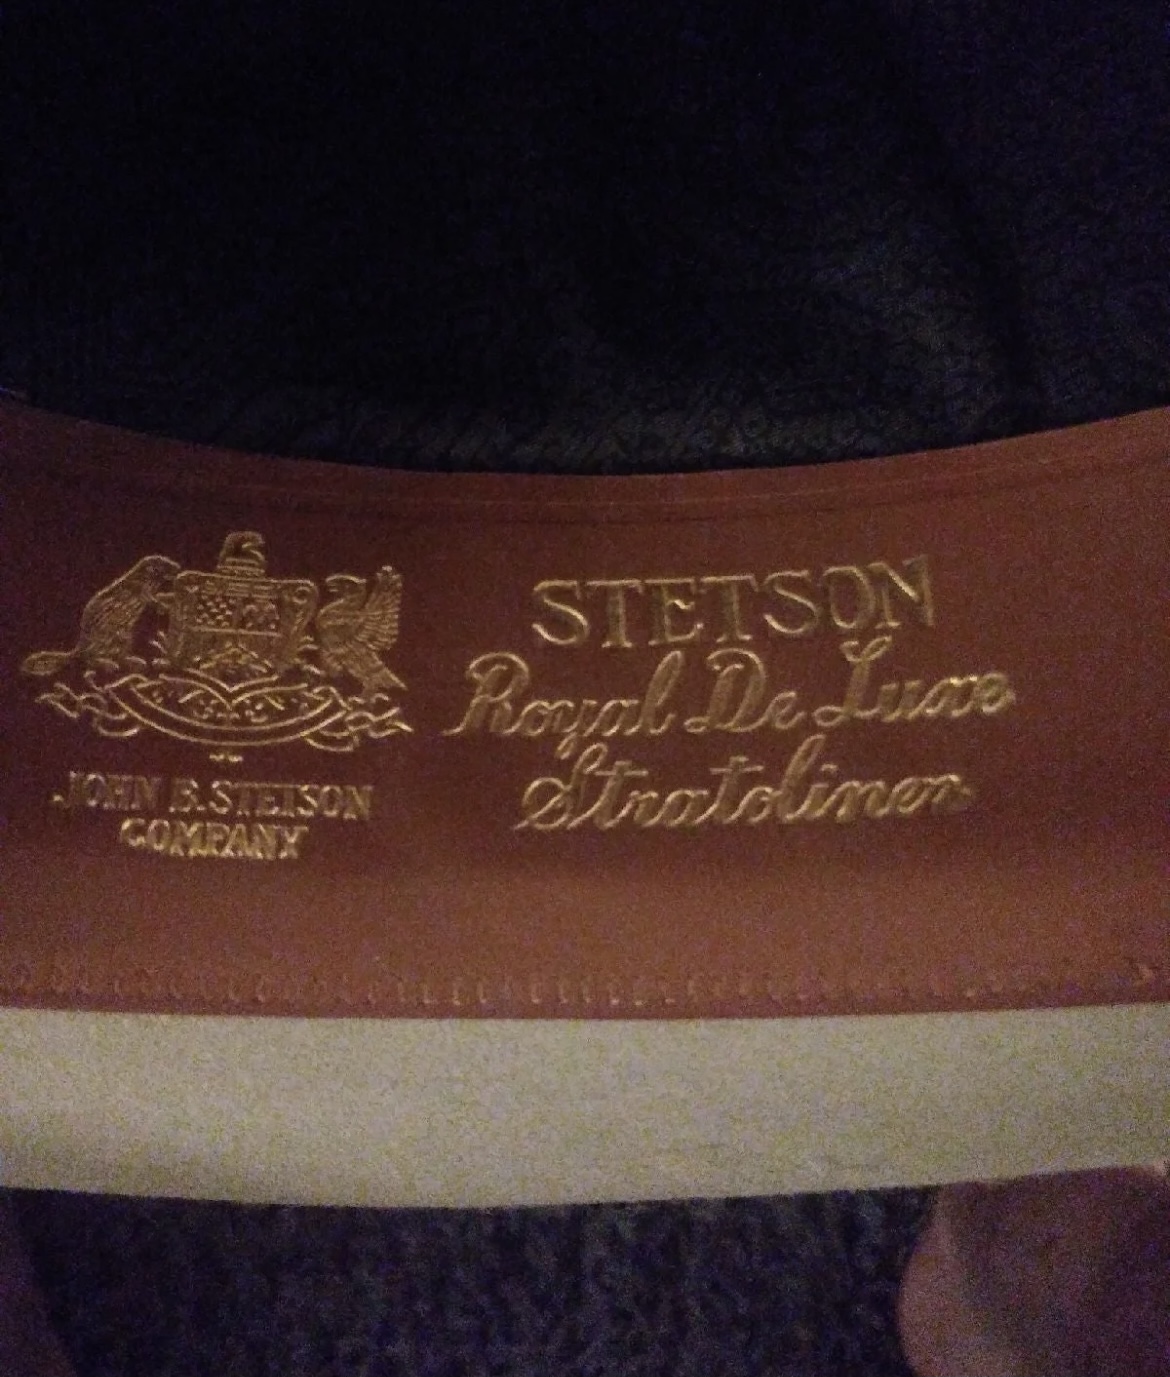 STETSON
Royal De Luxe
Stratoliner
JOHN B. STETSON
COMPANY